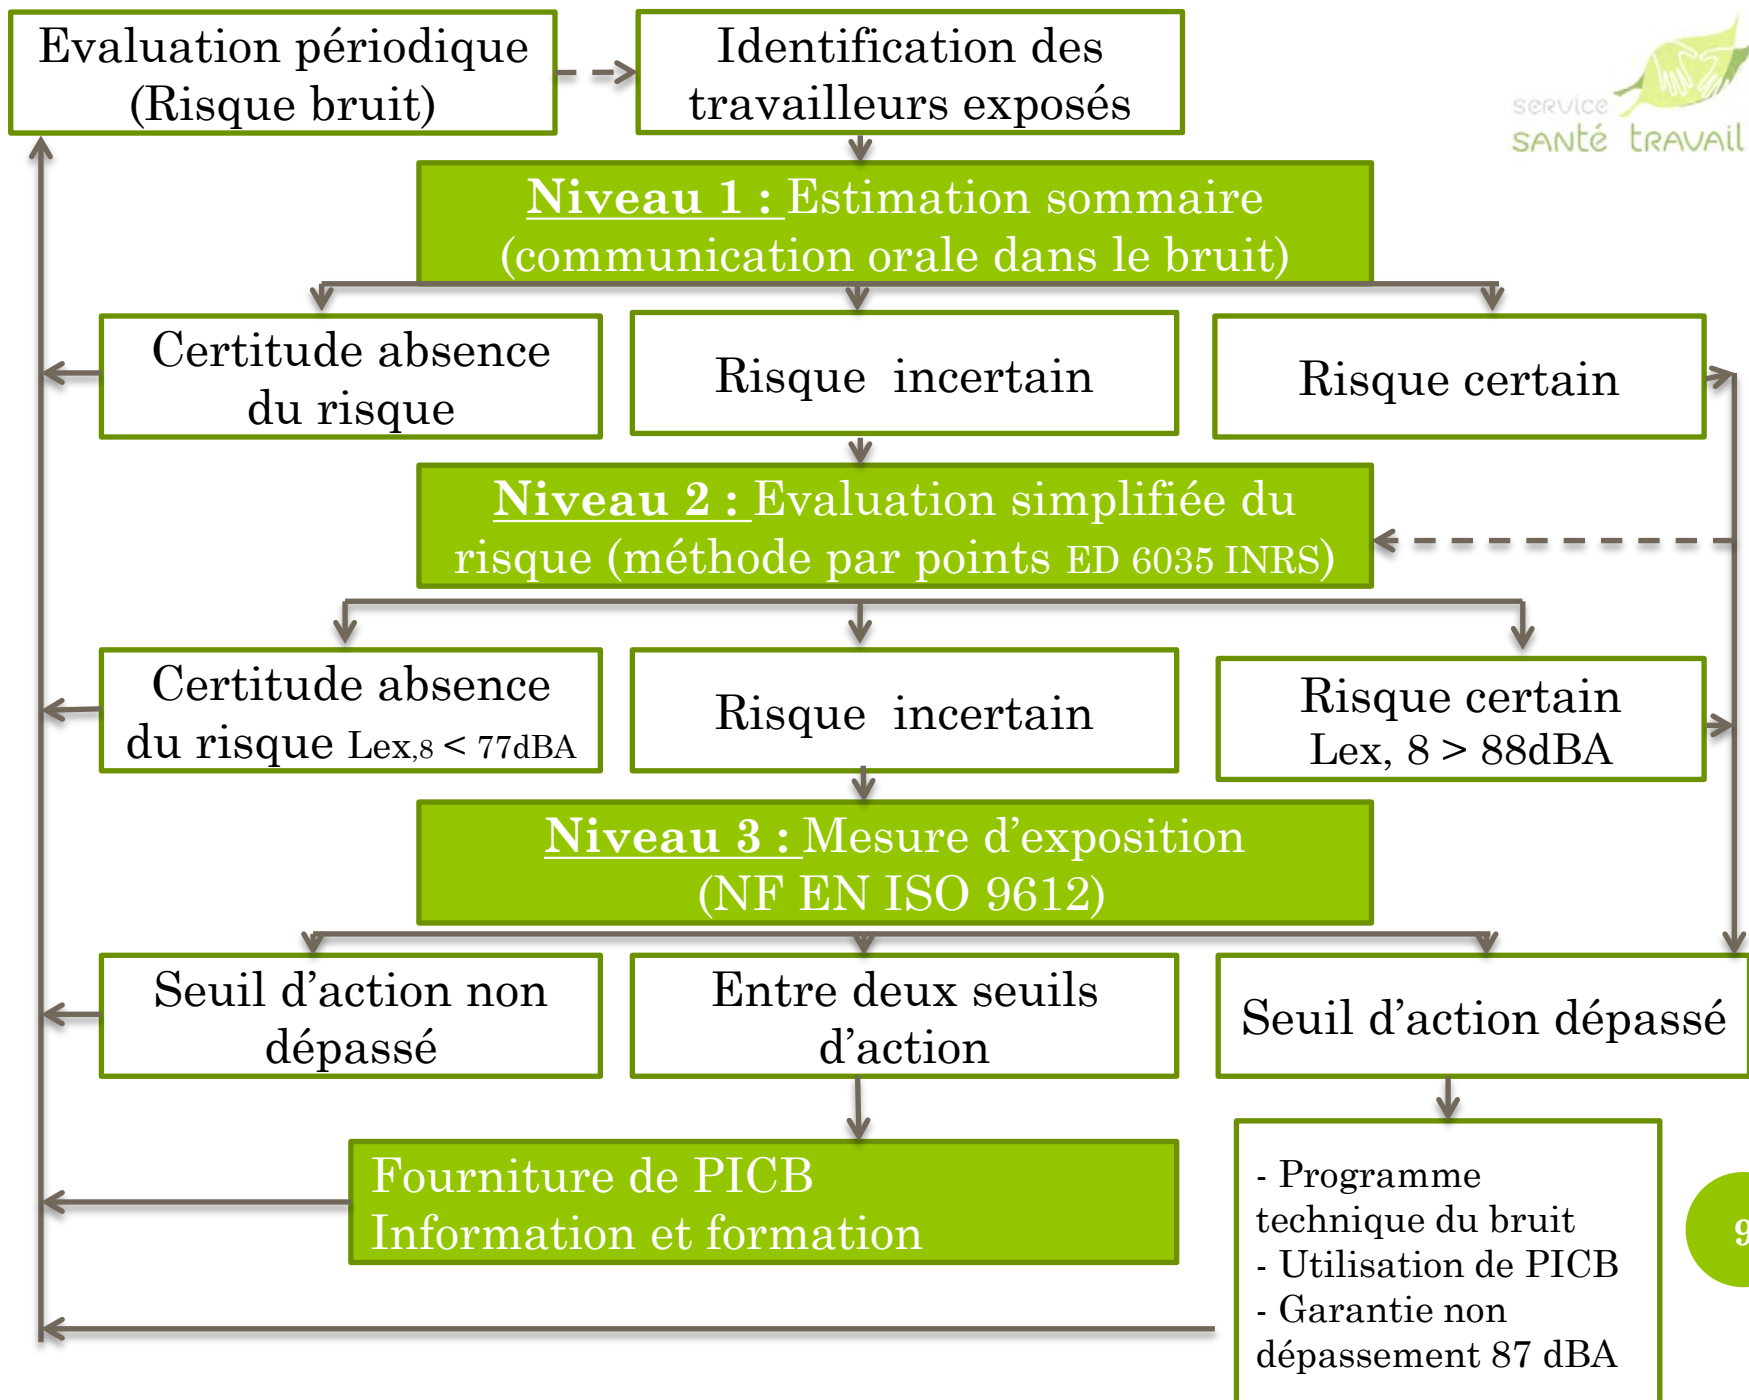 Evaluation périodique
(Risque bruit)
Identification des
travailleurs exposés
service
santé travail
Niveau 1 : Estimation sommaire
(communication orale dans le bruit)
Certitude absence
du risque
Risque incertain
Risque certain
Niveau 2 : Evaluation simplifiée du
risque (méthode par points ED 6035 INRS)
Certitude absence
du risque Lex,8 < 77dBA
Risque incertain
Risque certain
Lex, 8 > 88dBA
Niveau 3 : Mesure d’exposition
(NF EN ISO 9612)
Seuil d’action non
dépassé
Entre deux seuils
d’action
Seuil d’action dépassé
Fourniture de PICB
Information et formation
- Programme
technique du bruit
- Utilisation de PICB
- Garantie non
dépassement 87 dBA
9